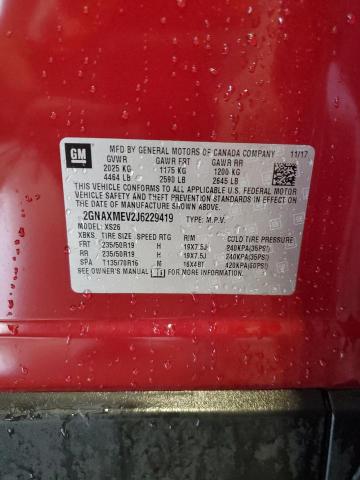 GM
MFD BY GENERAL MOTORS OF CANADA COMPANY 11/17
GVWR GAWR FRT GAWR RR
2025 KG 1175 KG 1200 KG
4464 LB 2590 LB 2645 LB
THIS VEHICLE CONFORMS TO ALL APPLICABLE U.S. FEDERAL MOTOR
VEHICLE SAFETY, BUMPER, AND THEFT PREVENTION STANDARDS IN EFFECT ON
THE DATE OF MANUFACTURE SHOWN ABOVE.
2GNAXMEV2J6229419 TYPE: M.P.V.
MODEL: XS26
XBKS TIRE SIZE SPEED RTG RIM COLD TIRE PRESSURE
FRT 235/50R19 H 19X7.5J 240KPA(35PSI)
RR 235/50R19 H 19X7.5J 240KPA(35PSI)
SPA T135/70R16 M 16X4BT 420KPA(60PSI)
SEE OWNER'S MANUAL FOR ADDITIONAL INFORMATION.